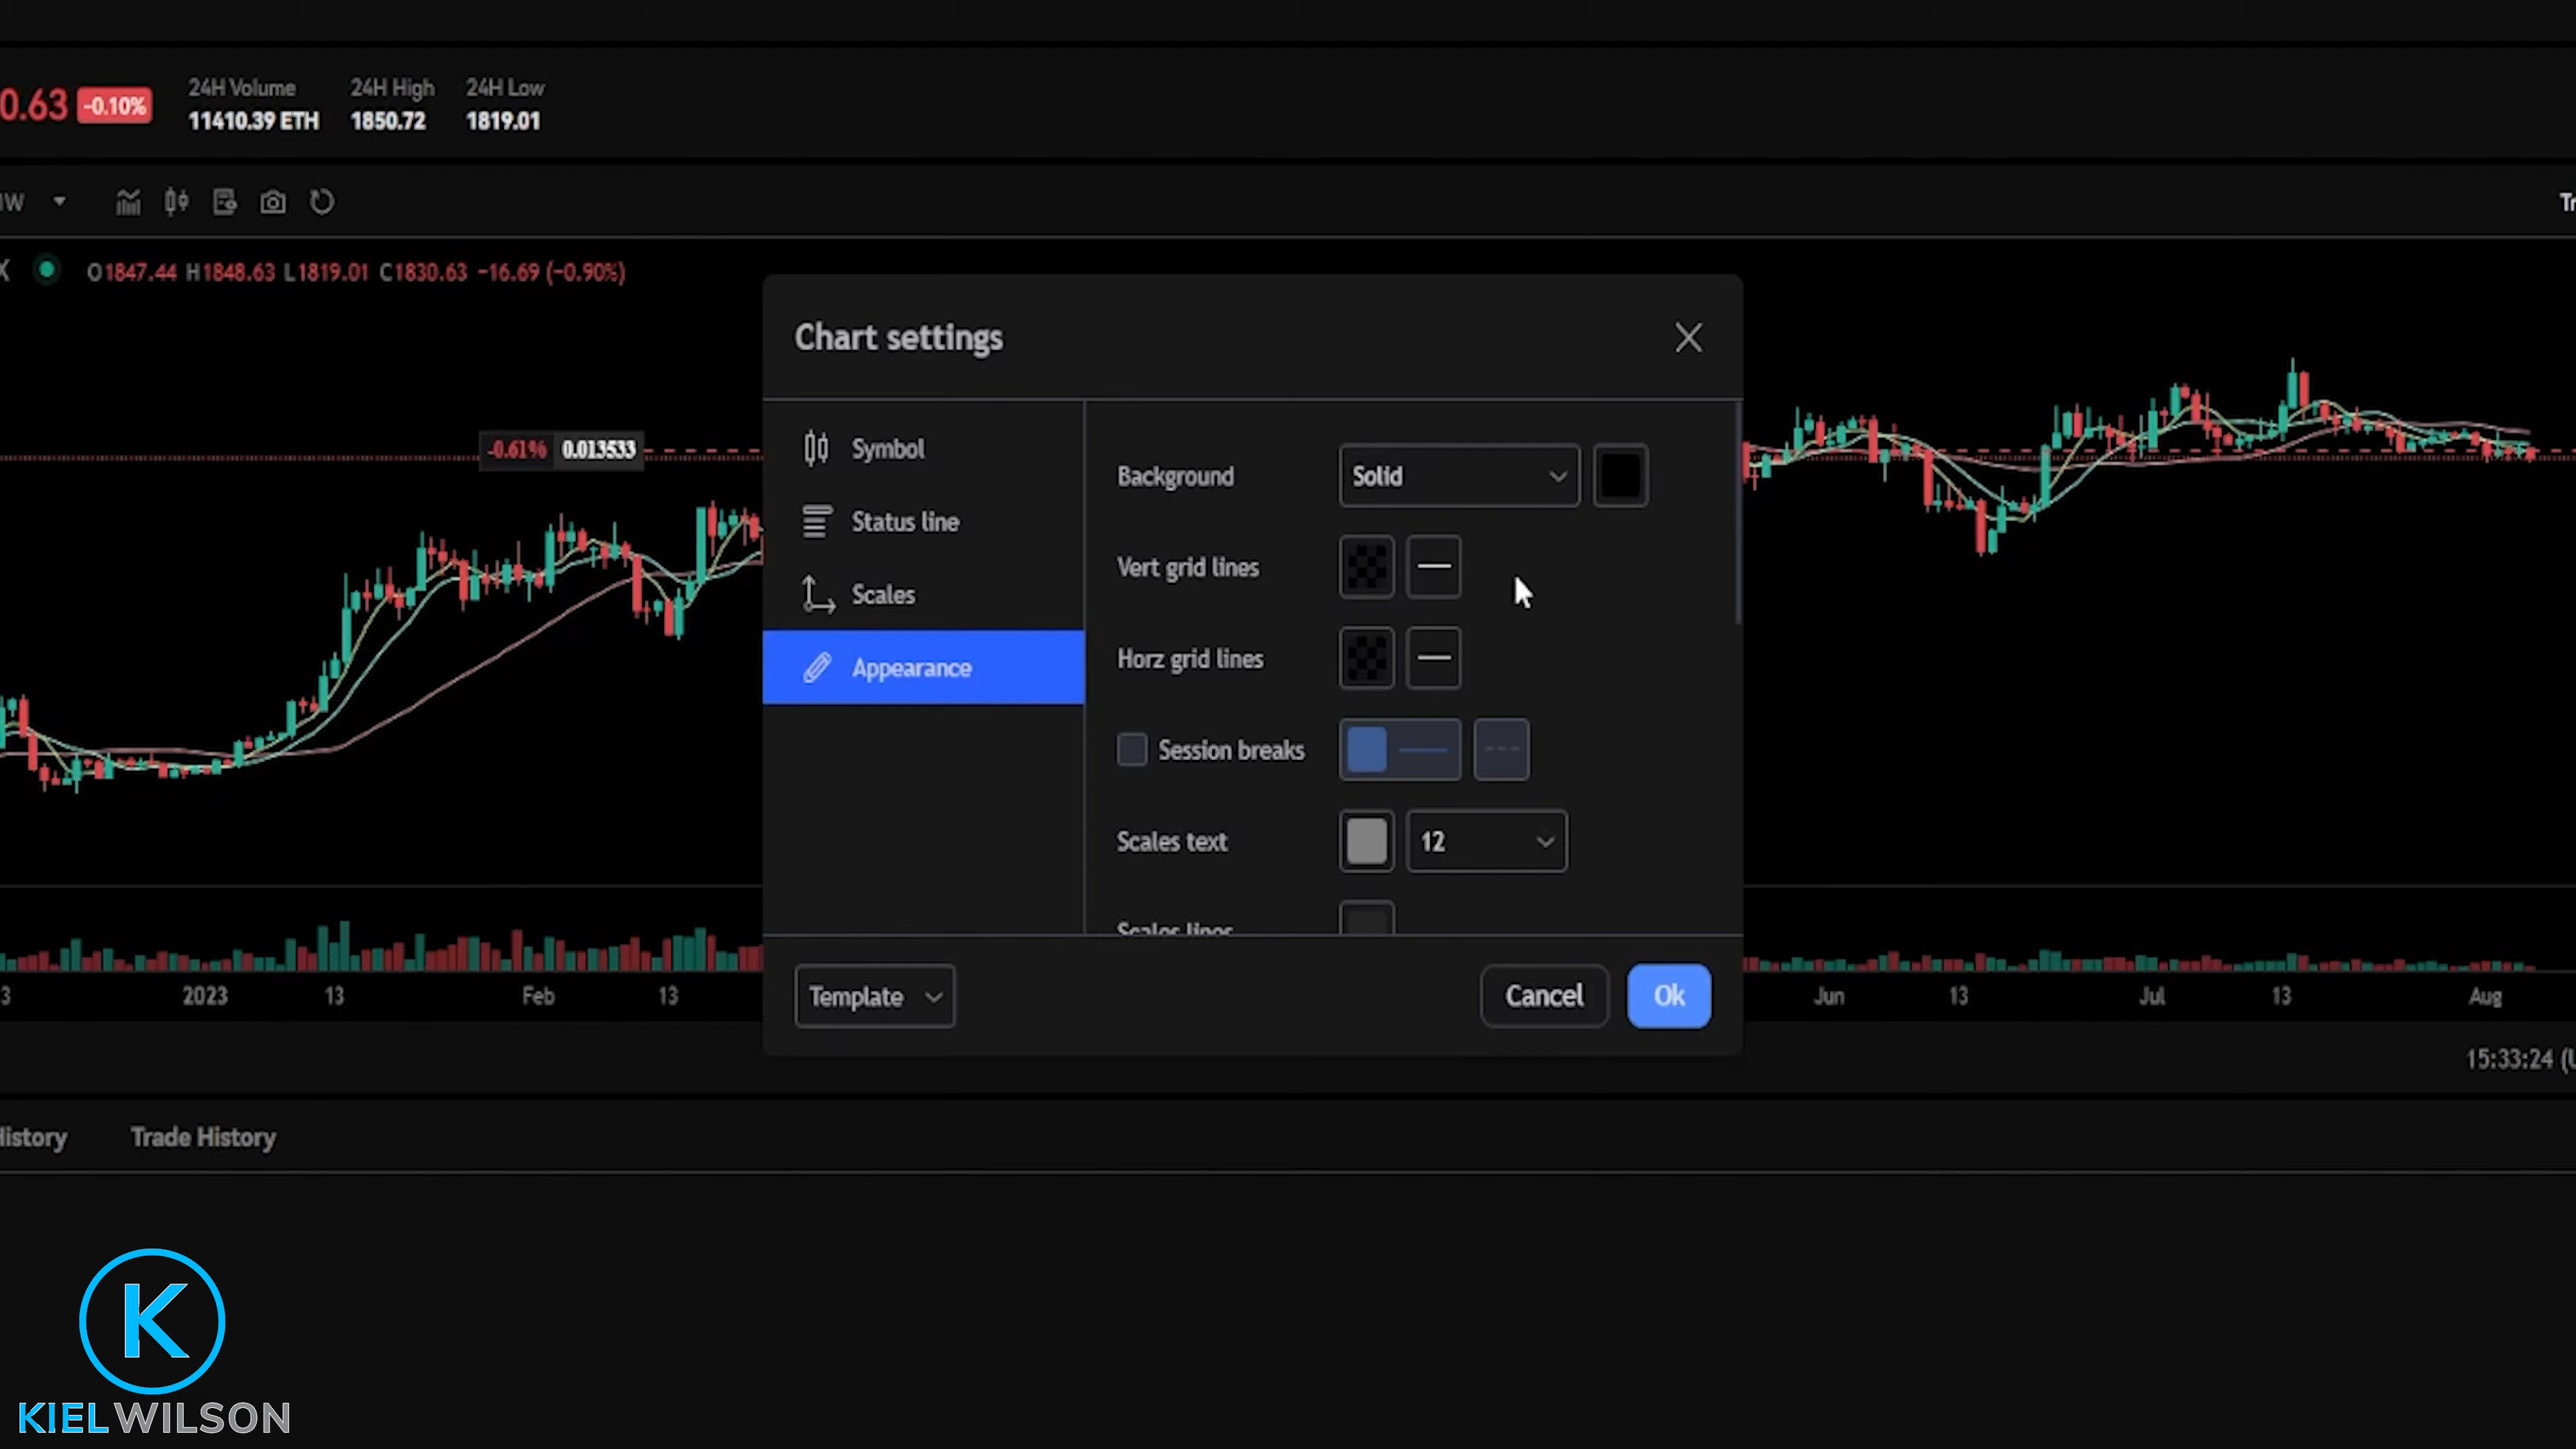 0.63 -0.10%
24H Volume 24H High 24H Low
11410.39 ETH 1850.72 1819.01
O1847.44 H1848.63 L1819.01 C1830.63 −16.69 (−0.90%)
-0.61% 0.013533
Chart settings
Symbol
Status line
Scales
Appearance
Background Solid
Vert grid lines
Horz grid lines
Session breaks
Scales text 12
Scales lines
Template Cancel Ok
3 2023 13 Feb 13 Jun 13 Jul 13 Aug
15:33:24
History Trade History
K
KIELWILSON